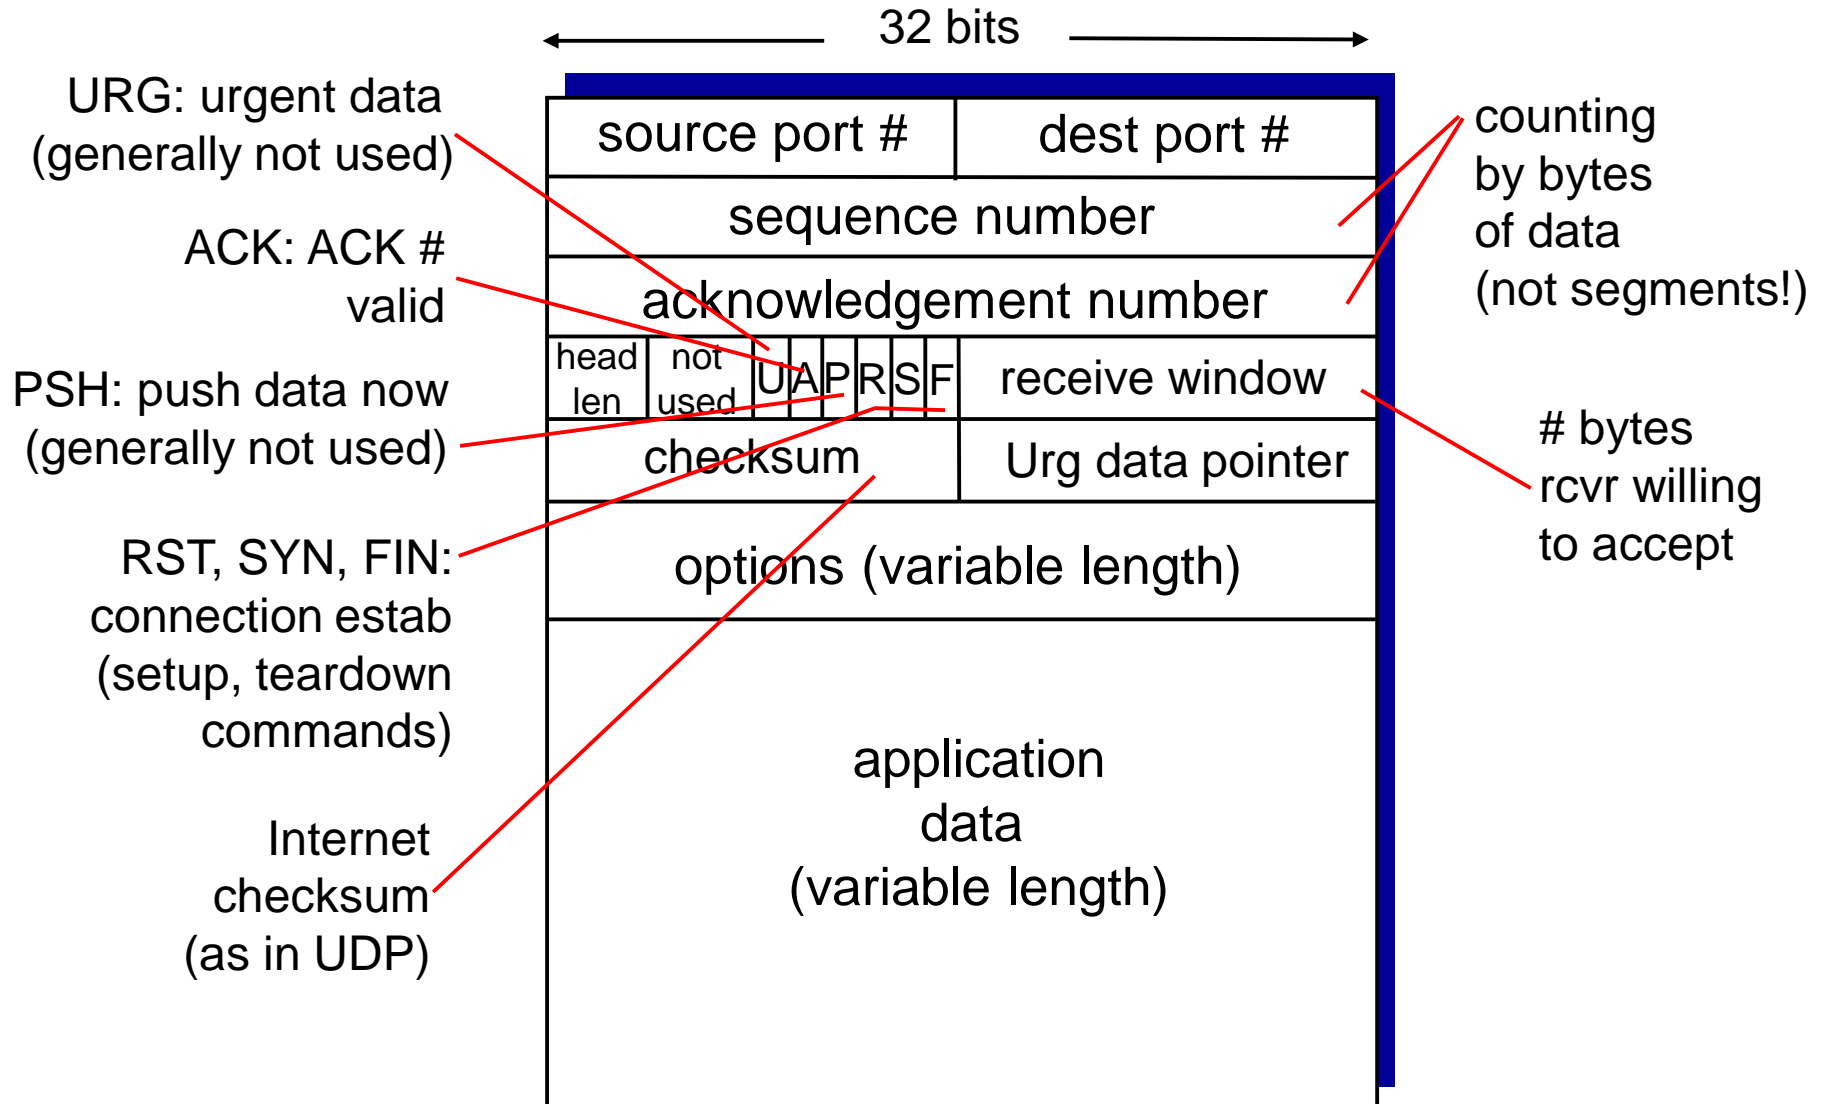 32 bits
URG: urgent data
(generally not used)
ACK: ACK #
valid
PSH: push data now
(generally not used)
RST, SYN, FIN:
connection estab
(setup, teardown
commands)
Internet
checksum
(as in UDP)
source port #
dest port #
sequence number
acknowledgement number
head
len
not
used
U
A
P
R
S
F
receive window
checksum
Urg data pointer
options (variable length)
application
data
(variable length)
counting
by bytes
of data
(not segments!)
# bytes
rcvr willing
to accept